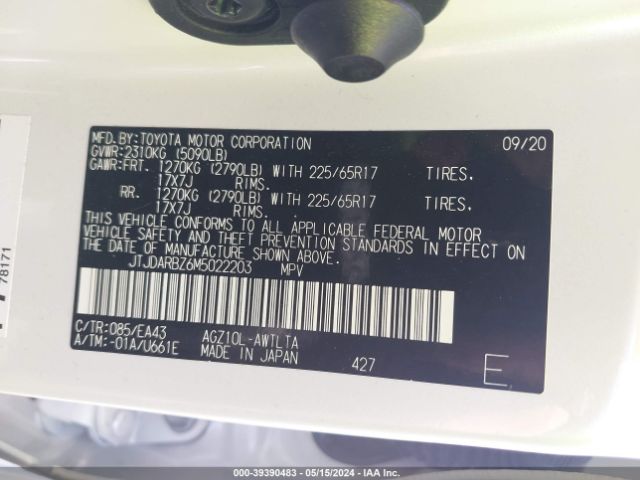 MFD.BY:TOYOTA MOTOR CORPORATION 09/20
GVWR:2310KG (5090LB)
GAWR:FRT. 1270KG (2790LB) WITH 225/65R17 TIRES.
17X7J RIMS.
RR. 1270KG (2790LB) WITH 225/65R17 TIRES.
17X7J RIMS.
THIS VEHICLE CONFORMS TO ALL APPLICABLE FEDERAL MOTOR
VEHICLE SAFETY AND THEFT PREVENTION STANDARDS IN EFFECT ON
THE DATE OF MANUFACTURE SHOWN ABOVE.
JTJDARBZ6M5022203 MPV
C/TR:085/EA43 AGZ10L-AWTLTA
A/TM:-01A/U661E MADE IN JAPAN 427 E
78171
000-39390483 - 05/15/2024 - IAA Inc.